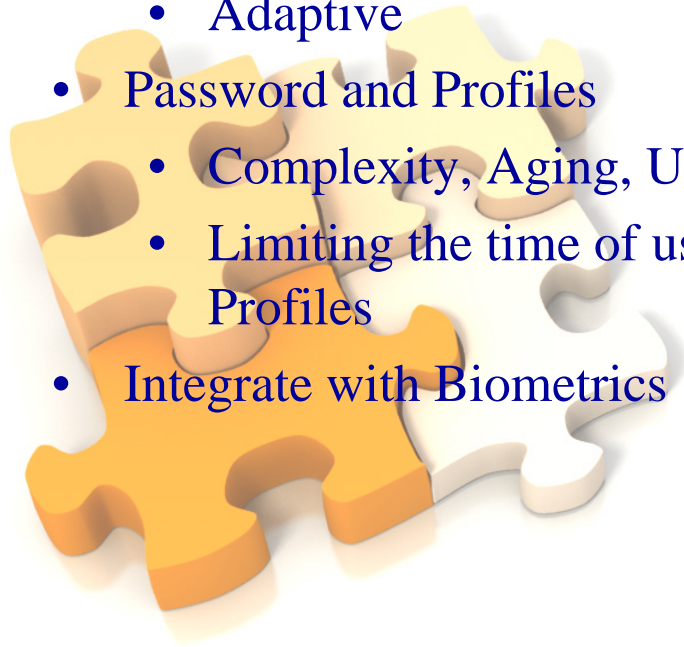 • Adaptive
• Password and Profiles
• Complexity, Aging, U
• Limiting the time of us
Profiles
• Integrate with Biometrics